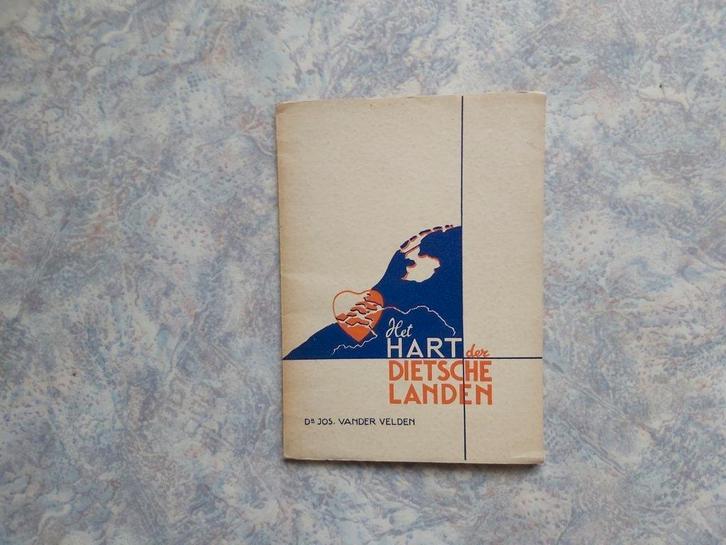 Het
HART der
DIETSCHE
LANDEN
DR JOS. VANDER VELDEN